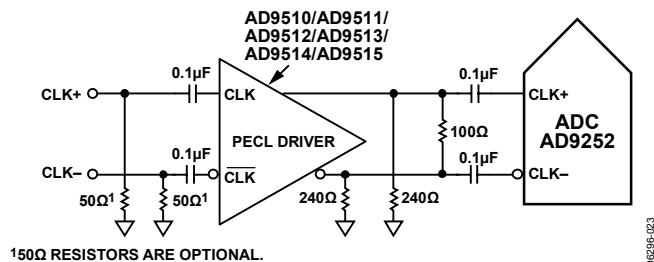 AD9510/AD9511/
AD9512/AD9513/
AD9514/AD9515
0.1µF
0.1µF
CLK+
CLK
CLK+
PECL DRIVER
100Ω
ADC
AD9252
0.1µF
0.1µF
CLK–
CLK
CLK–
50Ω1
50Ω1
240Ω
240Ω
150Ω RESISTORS ARE OPTIONAL.
06296-023